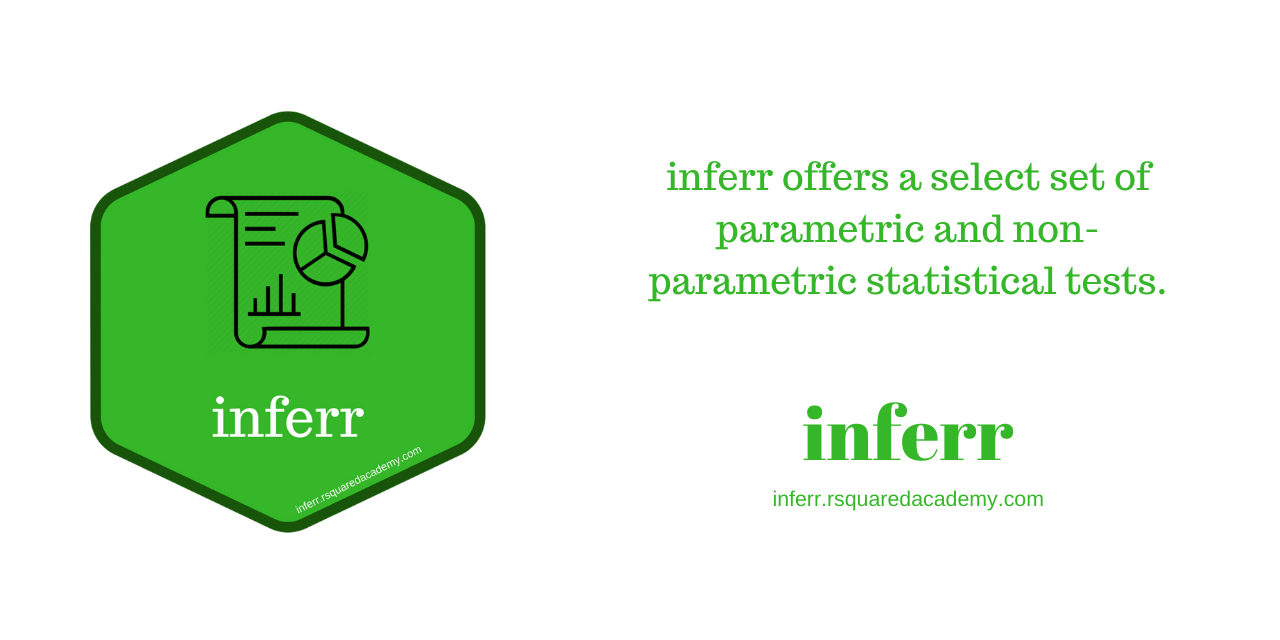 inferr
inferr.rsquaredacademy.com
inferr offers a select set of
parametric and non-
parametric statistical tests.
inferr
inferr.rsquaredacademy.com